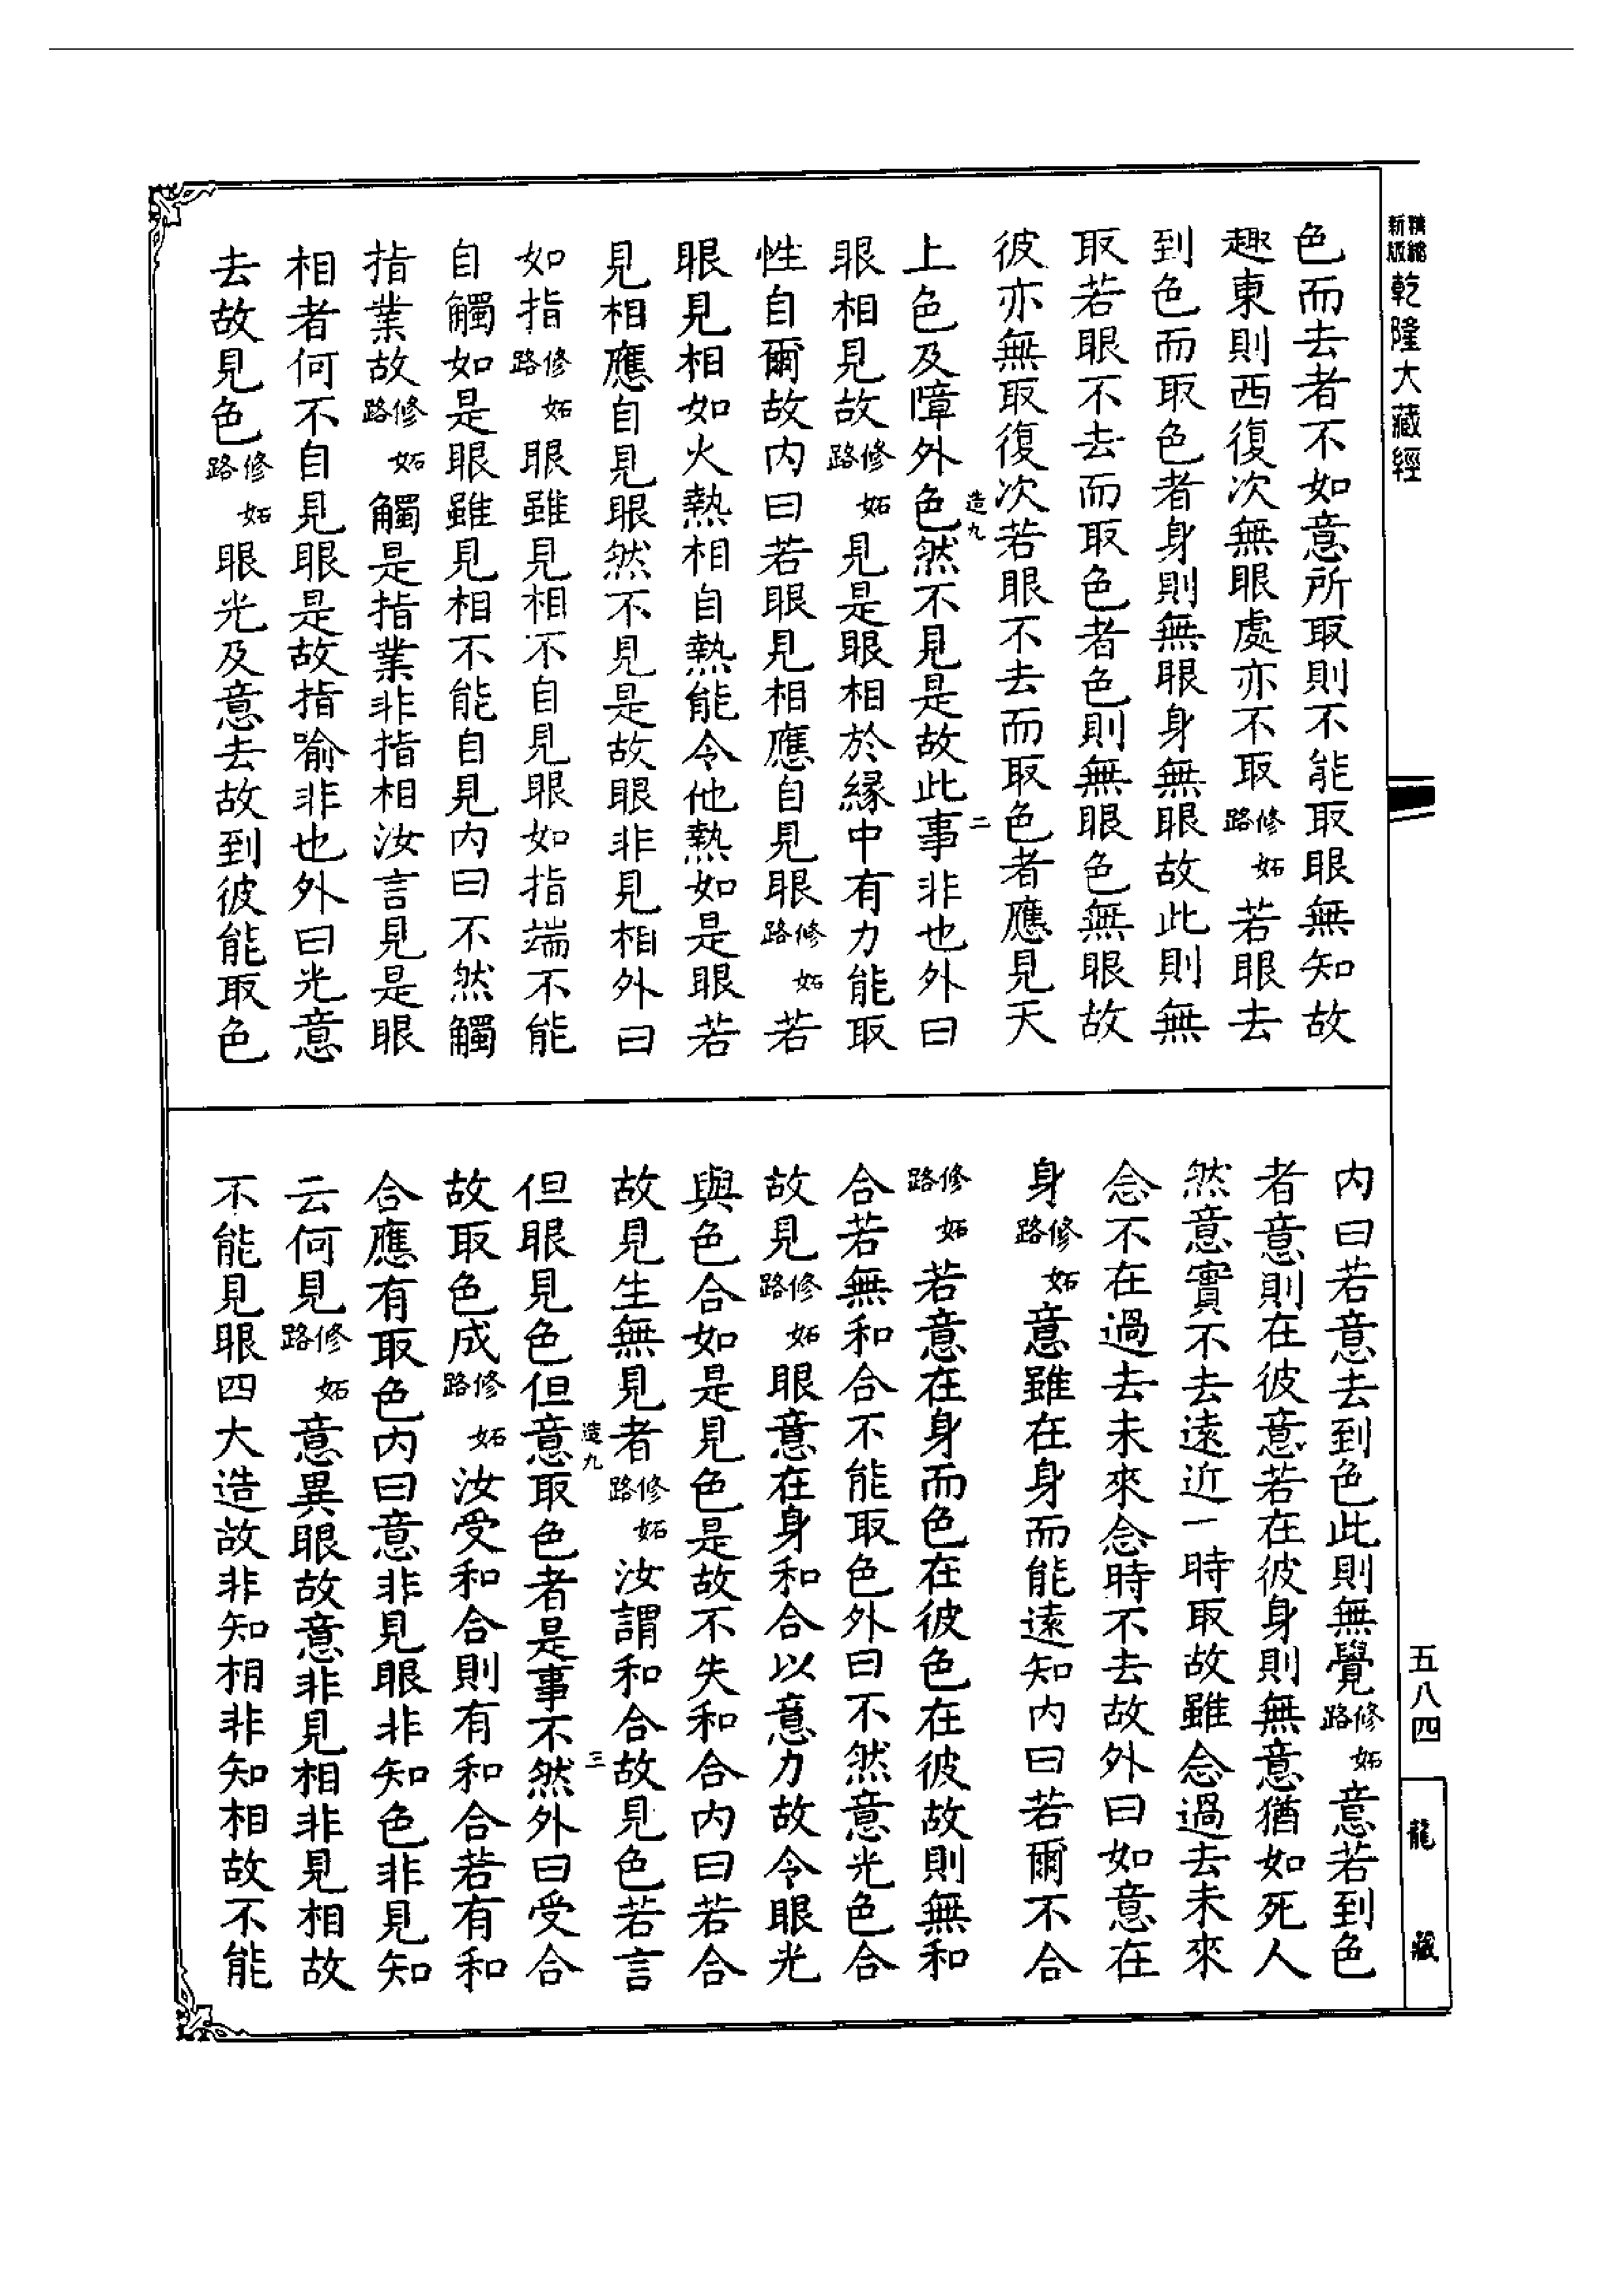 精縮新版乾隆大藏經
色而去者不如意所取則不能取眼無知故
趣東則西復次無眼處亦不取修妬路若眼去
到色而取色者身則無眼身無眼故此則無
取若眼不去而取色者色則無眼色無眼故
彼亦無取復次若眼不去而取色者應見天
造九 二
上色及障外色然不見是故此事非也外曰
眼相見故修妬路見是眼相於緣中有力能取
性自爾故內曰若眼見相應自見眼修妬路若
眼見相如火熱相自熱能令他熱如是眼若
見相應自見眼然不見是故眼非見相外曰
如指修妬路眼雖見相不自見眼如指端不能
自觸如是眼雖見相不能自見內曰不然觸
指業故修妬路觸是指業非指相汝言見是眼
相者何不自見眼是故指喻非也外曰光意
去故見色修妬路眼光及意去故到彼能取色
內曰若意去到色此則無覺修妬路意若到色
者意則在彼意若在彼身則無意猶如死人
然意實不去遠近一時取故雖念過去未來
念不在過去未來念時不去故外曰如意在
身修妬路意雖在身而能遠知內曰若爾不合
修妬路若意在身而色在彼色在彼故則無和
合若無和合不能取色外曰不然意光色合
故見修妬路眼意在身和合以意力故令眼光
與色合如是見色是故不失和合內曰若合
故見生無見者修妬路汝謂和合故見色若言
造九 三
但眼見色但意取色者是事不然外曰受合
故取色成修妬路汝受和合則有和合若有和
合應有取色內曰意非見眼非知色非見知
云何見修妬路意異眼故意非見相非見相故
不能見眼四大造故非知相非知相故不能
五八四
龍藏